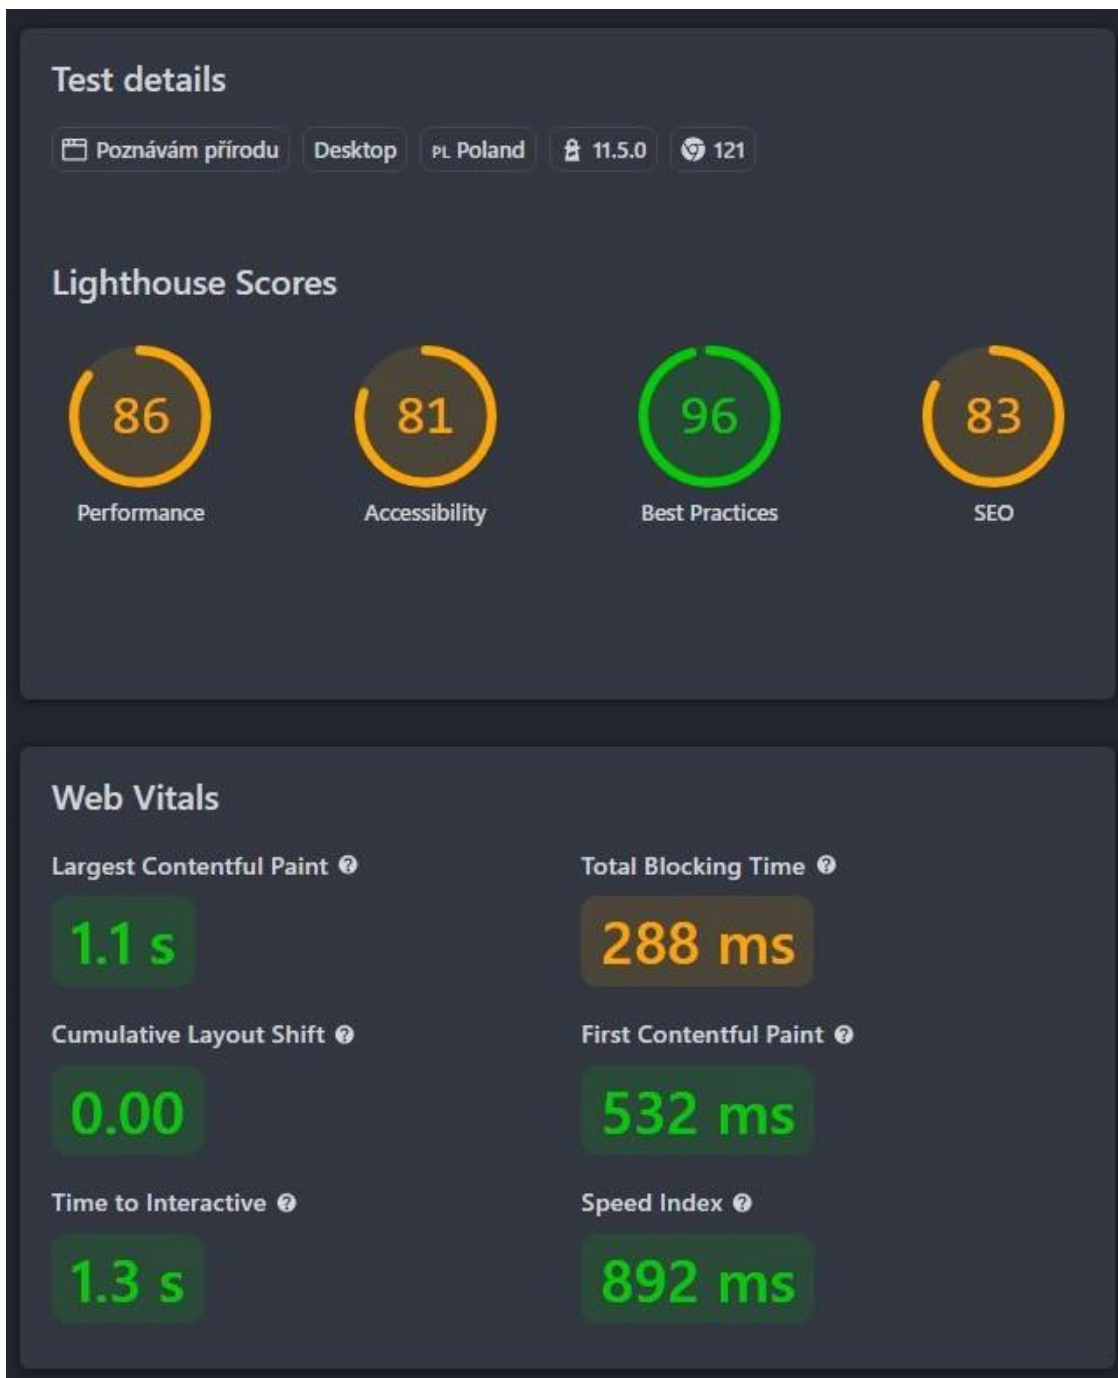 Test details
Poznávám přírodu Desktop PL Poland 11.5.0 121
Lighthouse Scores
86 81 96 83
Performance Accessibility Best Practices SEO
Web Vitals
Largest Contentful Paint ? Total Blocking Time ?
1.1 s 288 ms
Cumulative Layout Shift ? First Contentful Paint ?
0.00 532 ms
Time to Interactive ? Speed Index ?
1.3 s 892 ms